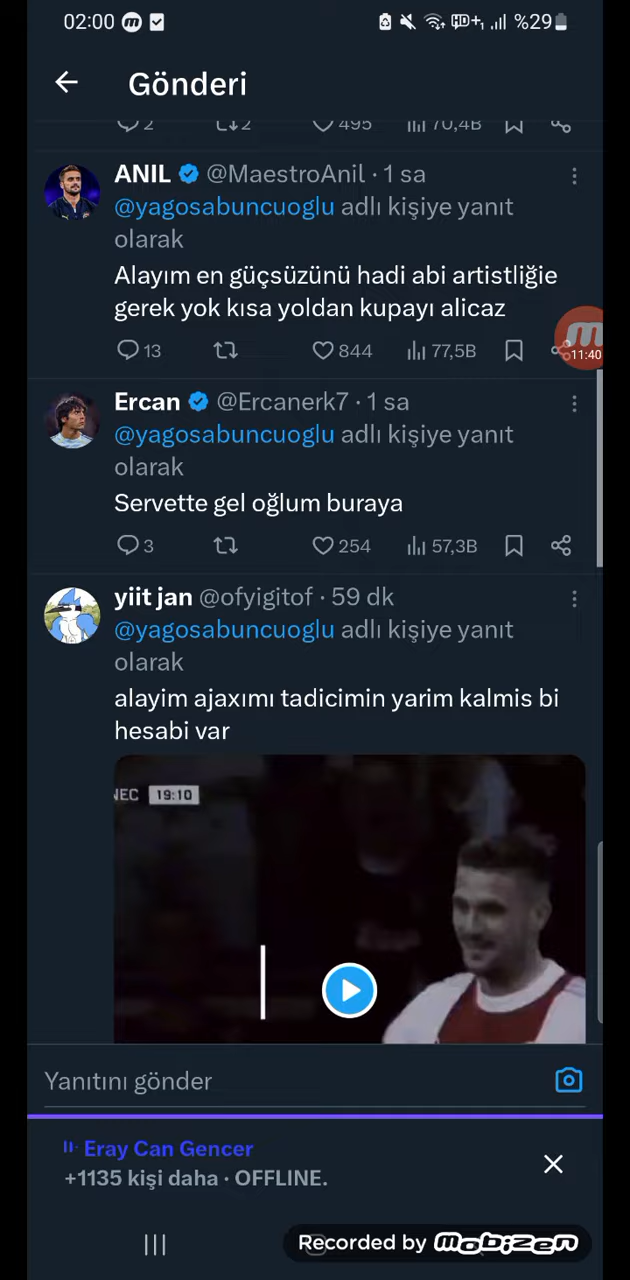 02:00
HD+ %29
Gönderi
2 2 495 70,4B
ANIL @MaestroAnil · 1 sa
@yagosabuncuoglu adlı kişiye yanıt
olarak
Alayım en güçsüzünü hadi abi artistliğie
gerek yok kısa yoldan kupayı alicaz
13 844 77,5B
11:40
Ercan @Ercanerk7 · 1 sa
@yagosabuncuoglu adlı kişiye yanıt
olarak
Servette gel oğlum buraya
3 254 57,3B
yiit jan @ofyigitof · 59 dk
@yagosabuncuoglu adlı kişiye yanıt
olarak
alayim ajaxımı tadicimin yarim kalmis bi
hesabi var
NEC 19:10
Yanıtını gönder
Eray Can Gencer
+1135 kişi daha · OFFLINE.
Recorded by mobizen